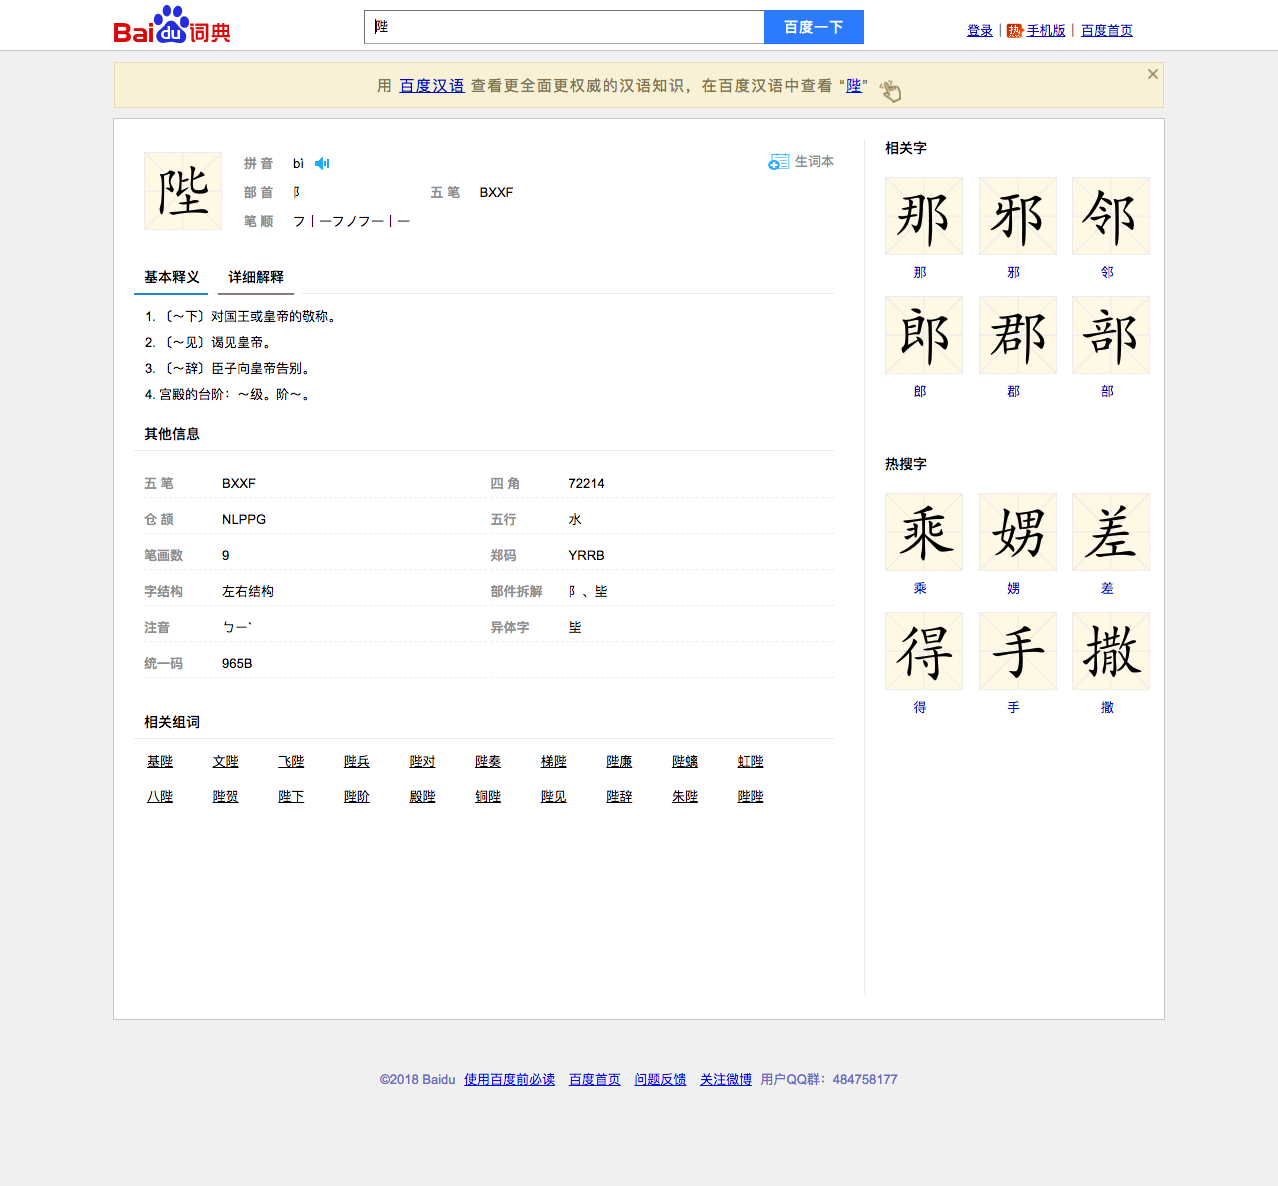 Baidu词典
陛
百度一下
登录 | 热 手机版 | 百度首页
用 百度汉语 查看更全面更权威的汉语知识，在百度汉语中查看 “陛”
陛
拼 音 bì
生词本
部 首 阝 五 笔 BXXF
笔 顺 フ丨一フノフ一丨一
基本释义 详细解释
1. 〔～下〕对国王或皇帝的敬称。
2. 〔～见〕谒见皇帝。
3. 〔～辞〕臣子向皇帝告别。
4. 宫殿的台阶：～级。阶～。
其他信息
五 笔 BXXF 四 角 72214
仓 颉 NLPPG 五行 水
笔画数 9 郑码 YRRB
字结构 左右结构 部件拆解 阝、坒
注音 ㄅㄧˋ 异体字 坒
统一码 965B
相关组词
基陛 文陛 飞陛 陛兵 陛对 陛奏 梯陛 陛廉 陛螭 虹陛
八陛 陛贺 陛下 陛阶 殿陛 铜陛 陛见 陛辞 朱陛 陛陛
相关字
那 邪 邻
那 邪 邻
郎 郡 部
郎 郡 部
热搜字
乘 娚 差
乘 娚 差
得 手 撒
得 手 撒
©2018 Baidu 使用百度前必读 百度首页 问题反馈 关注微博 用户QQ群：484758177